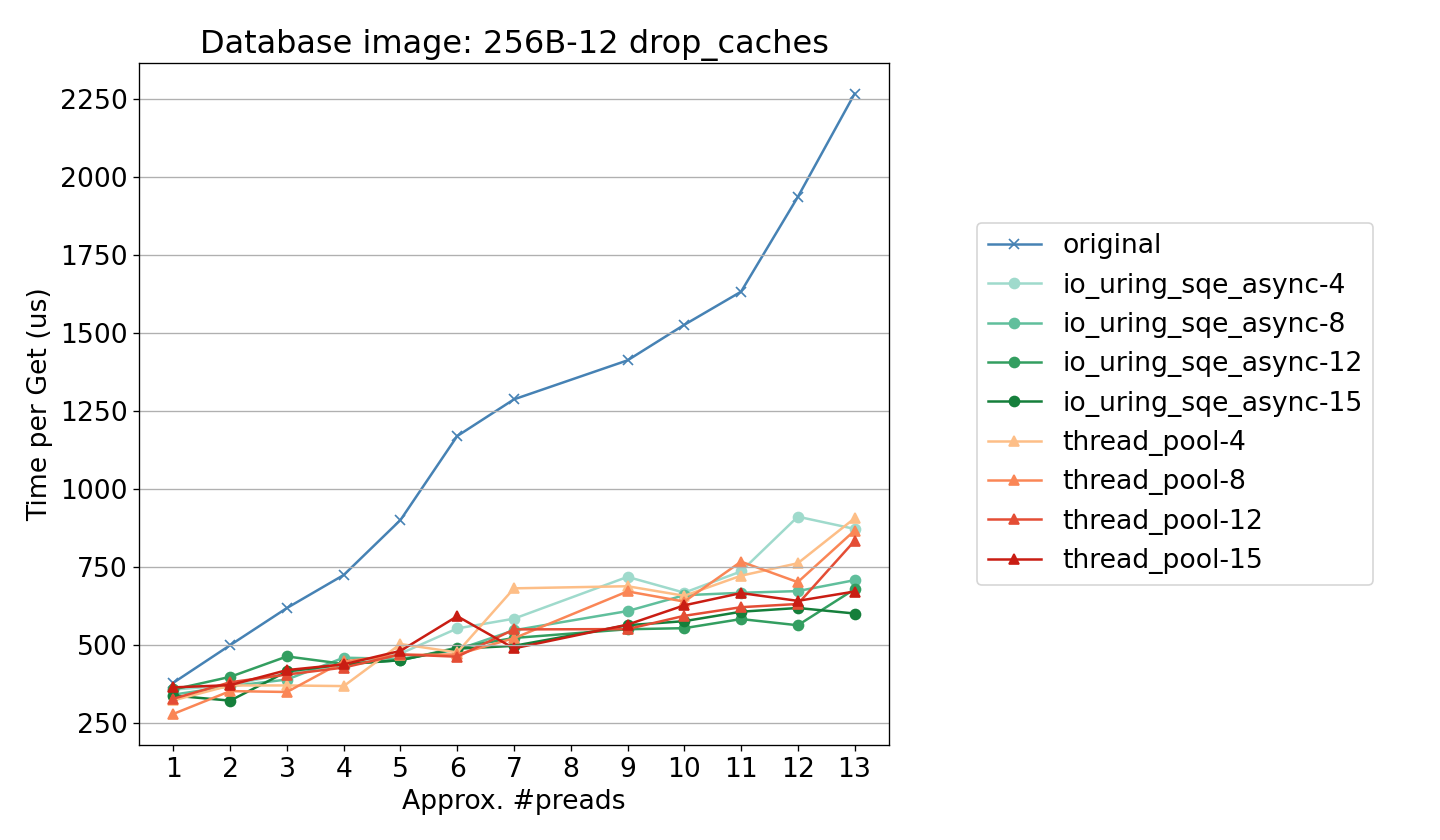 Database image: 256B-12 drop_caches
Time per Get (us)
2250
2000
1750
1500
1250
1000
750
500
250
1 2 3 4 5 6 7 8 9 10 11 12 13
Approx. #preads
original
io_uring_sqe_async-4
io_uring_sqe_async-8
io_uring_sqe_async-12
io_uring_sqe_async-15
thread_pool-4
thread_pool-8
thread_pool-12
thread_pool-15